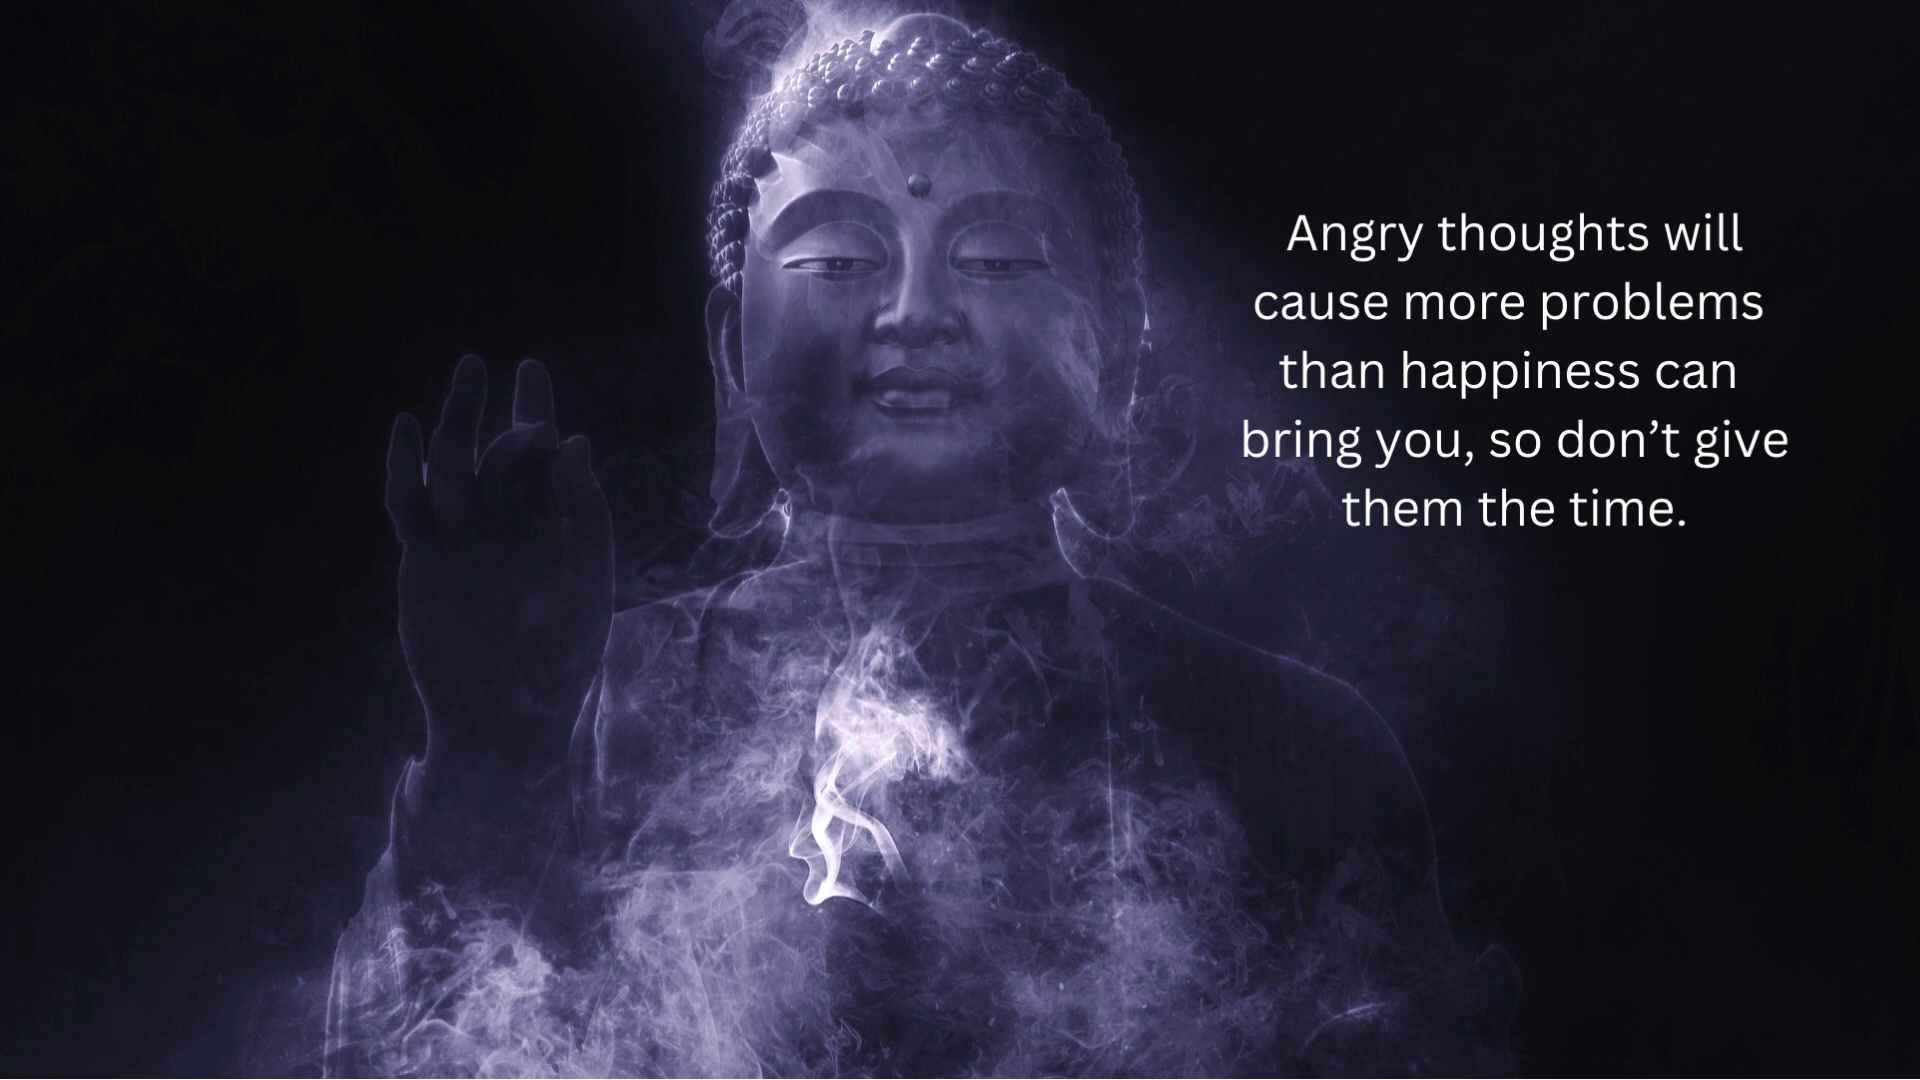 Angry thoughts will
cause more problems
than happiness can
bring you, so don’t give
them the time.